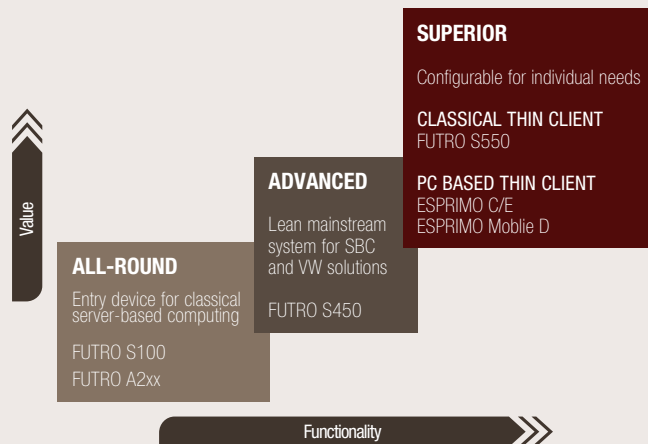 SUPERIOR
Configurable for individual needs
CLASSICAL THIN CLIENT
FUTRO S550
PC BASED THIN CLIENT
ESPRIMO C/E
ESPRIMO Moblie D
ADVANCED
Lean mainstream
system for SBC
and VW solutions
FUTRO S450
ALL-ROUND
Entry device for classical
server-based computing
FUTRO S100
FUTRO A2xx
Value
Functionality